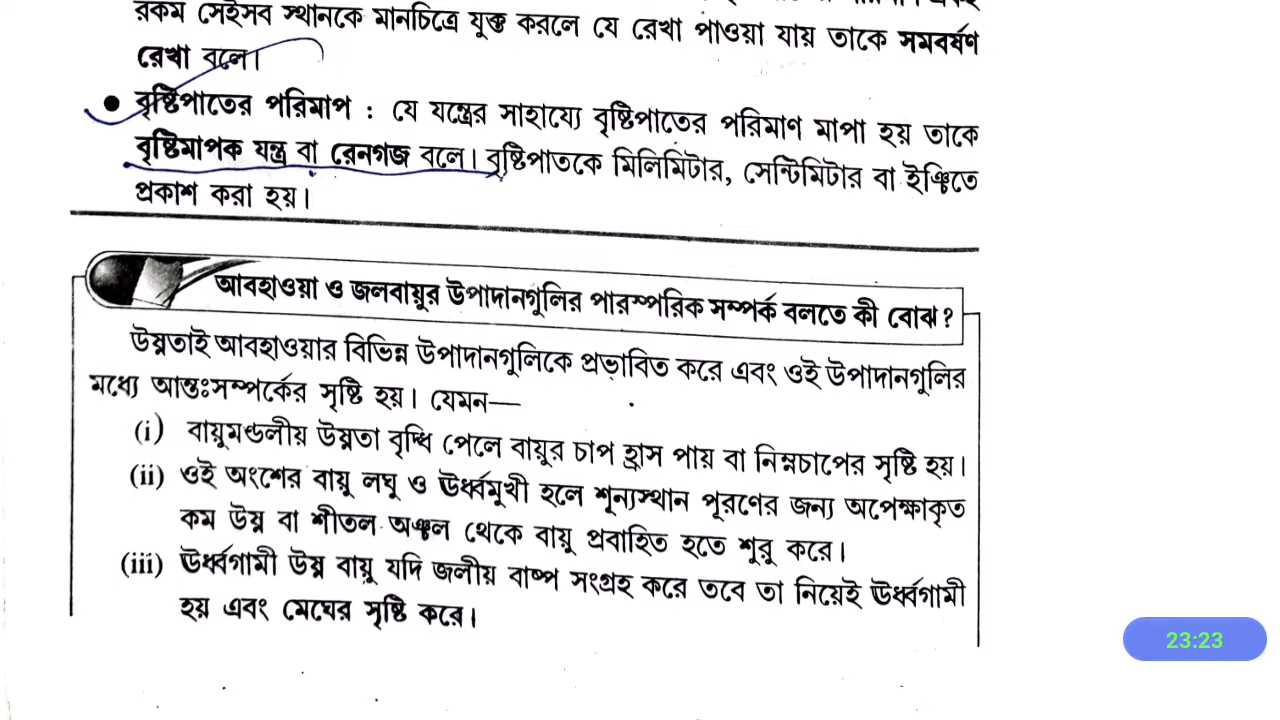 রকম সেইসব স্থানকে মানচিত্রে যুক্ত করলে যে রেখা পাওয়া যায় তাকে সমবর্ষণ
রেখা বলে।
● বৃষ্টিপাতের পরিমাপ : যে যন্ত্রের সাহায্যে বৃষ্টিপাতের পরিমাণ মাপা হয় তাকে
বৃষ্টিমাপক যন্ত্র বা রেনগজ বলে। বৃষ্টিপাতকে মিলিমিটার, সেন্টিমিটার বা ইঞ্চিতে
প্রকাশ করা হয়।
আবহাওয়া ও জলবায়ুর উপাদানগুলির পারস্পরিক সম্পর্ক বলতে কী বোঝ?
উষ্ণতাই আবহাওয়ার বিভিন্ন উপাদানগুলিকে প্রভাবিত করে এবং ওই উপাদানগুলির
মধ্যে আন্তঃসম্পর্কের সৃষ্টি হয়। যেমন—
(i) বায়ুমণ্ডলীয় উষ্ণতা বৃদ্ধি পেলে বায়ুর চাপ হ্রাস পায় বা নিম্নচাপের সৃষ্টি হয়।
(ii) ওই অংশের বায়ু লঘু ও ঊর্ধ্বমুখী হলে শূন্যস্থান পূরণের জন্য অপেক্ষাকৃত
কম উষ্ণ বা শীতল অঞ্চল থেকে বায়ু প্রবাহিত হতে শুরু করে।
(iii) ঊর্ধ্বগামী উষ্ণ বায়ু যদি জলীয় বাষ্প সংগ্রহ করে তবে তা নিয়েই ঊর্ধ্বগামী
হয় এবং মেঘের সৃষ্টি করে।
23:23